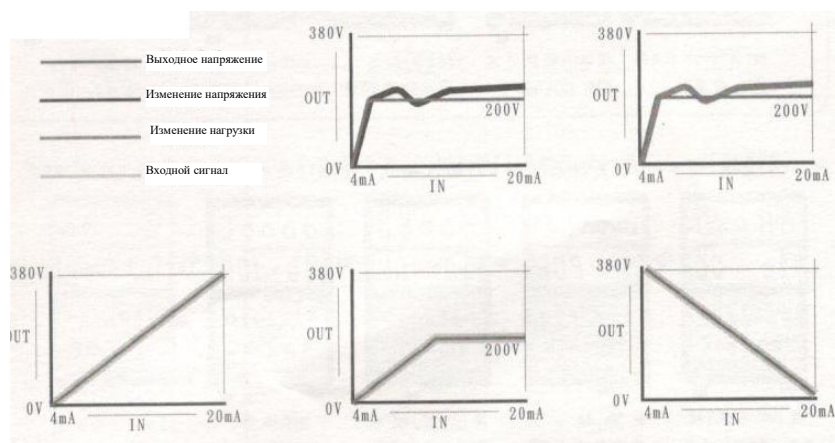 Выходное напряжение
Изменение напряжения
Изменение нагрузки
Входной сигнал
380V
OUT
200V
0V
4mA
IN
20mA
380V
OUT
200V
0V
4mA
IN
20mA
380V
OUT
0V
4mA
IN
20mA
380V
OUT
200V
0V
4mA
IN
20mA
380V
OUT
0V
4mA
IN
20mA